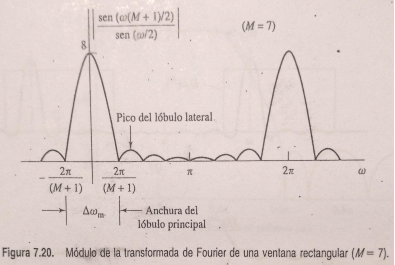 | sen (ω(M + 1)/2) / sen (ω/2) |
(M = 7)
8
Pico del lóbulo lateral
− 2π / (M + 1)
2π / (M + 1)
π
2π
ω
Δωm
Anchura del
lóbulo principal
Figura 7.20. Módulo de la transformada de Fourier de una ventana rectangular (M = 7).